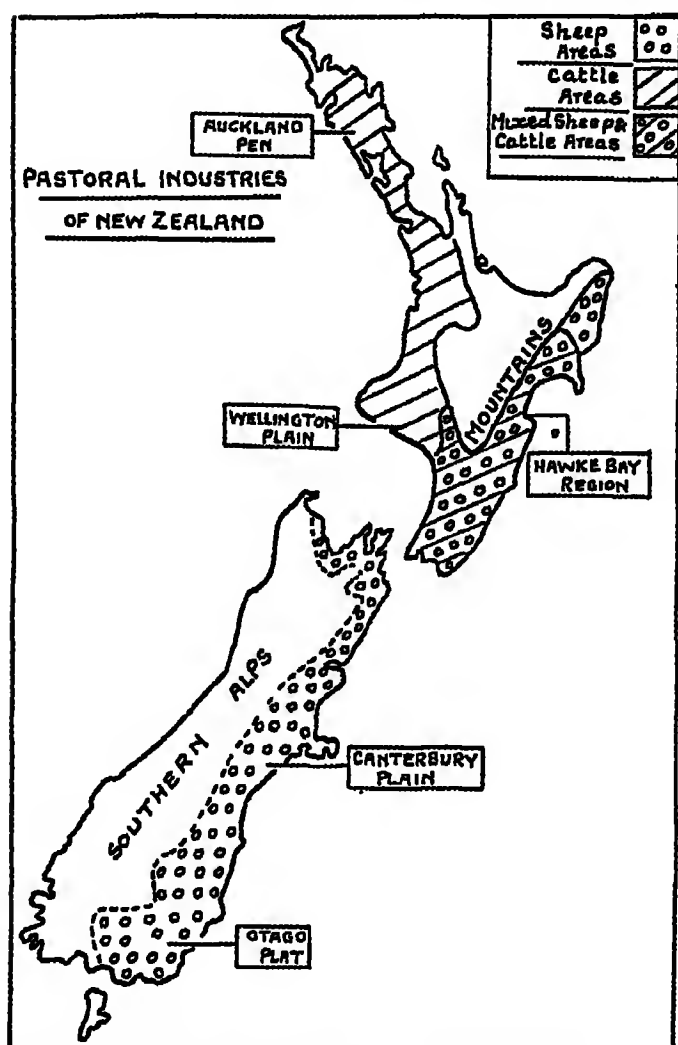 Sheep
Areas
Cattle
Areas
Mixed Sheep &
Cattle Areas
AUCKLAND
PEN
PASTORAL INDUSTRIES
OF NEW ZEALAND
MOUNTAINS
WELLINGTON
PLAIN
HAWKE BAY
REGION
SOUTHERN ALPS
CANTERBURY
PLAIN
OTAGO
PLAT